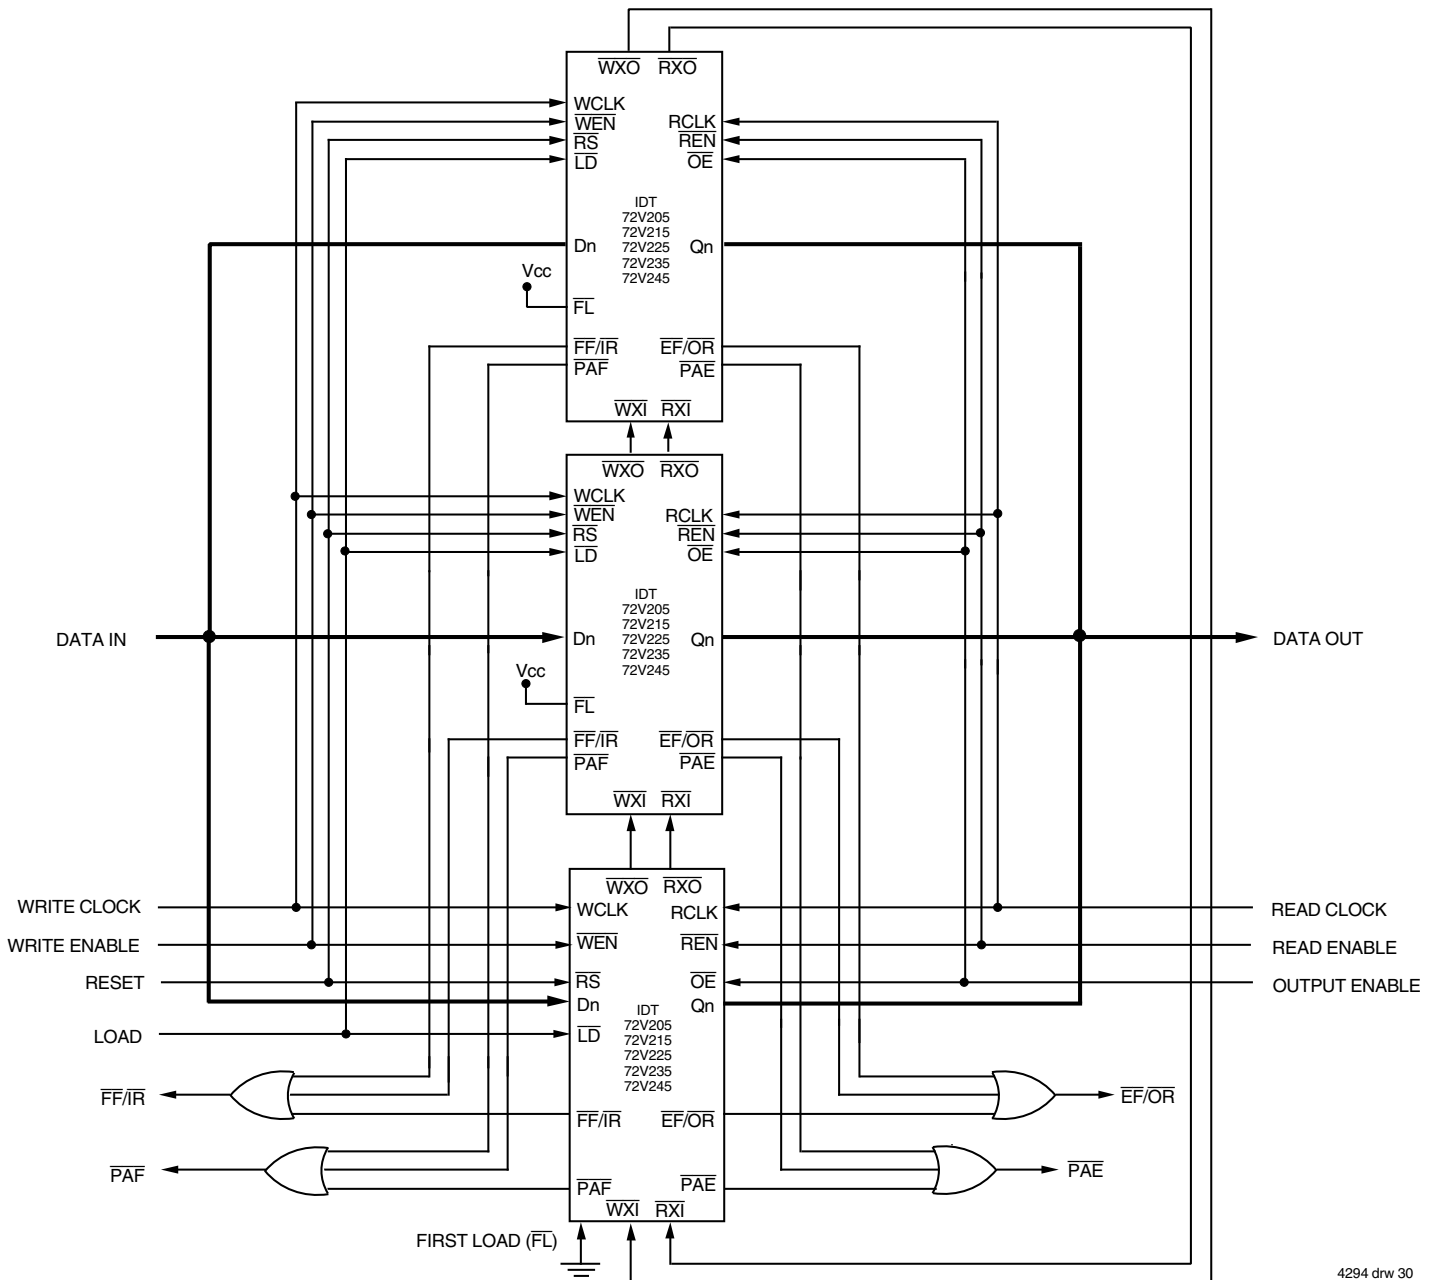 WXO RXO
WCLK
WEN RCLK
RS REN
LD OE
IDT
72V205
72V215
Dn 72V225 Qn
72V235
72V245
Vcc
FL
FF/IR EF/OR
PAF PAE
WXI RXI
WXO RXO
WCLK
WEN RCLK
RS REN
LD OE
IDT
72V205
72V215
DATA IN Dn 72V225 Qn DATA OUT
72V235
72V245
Vcc
FL
FF/IR EF/OR
PAF PAE
WXI RXI
WXO RXO
WRITE CLOCK WCLK RCLK READ CLOCK
WRITE ENABLE WEN REN READ ENABLE
RESET RS OE OUTPUT ENABLE
Dn Qn
IDT
72V205
LOAD LD 72V215
72V225
72V235
72V245
FF/IR EF/OR
FF/IR EF/OR
PAF PAE
PAF PAE
WXI RXI
FIRST LOAD (FL)
4294 drw 30